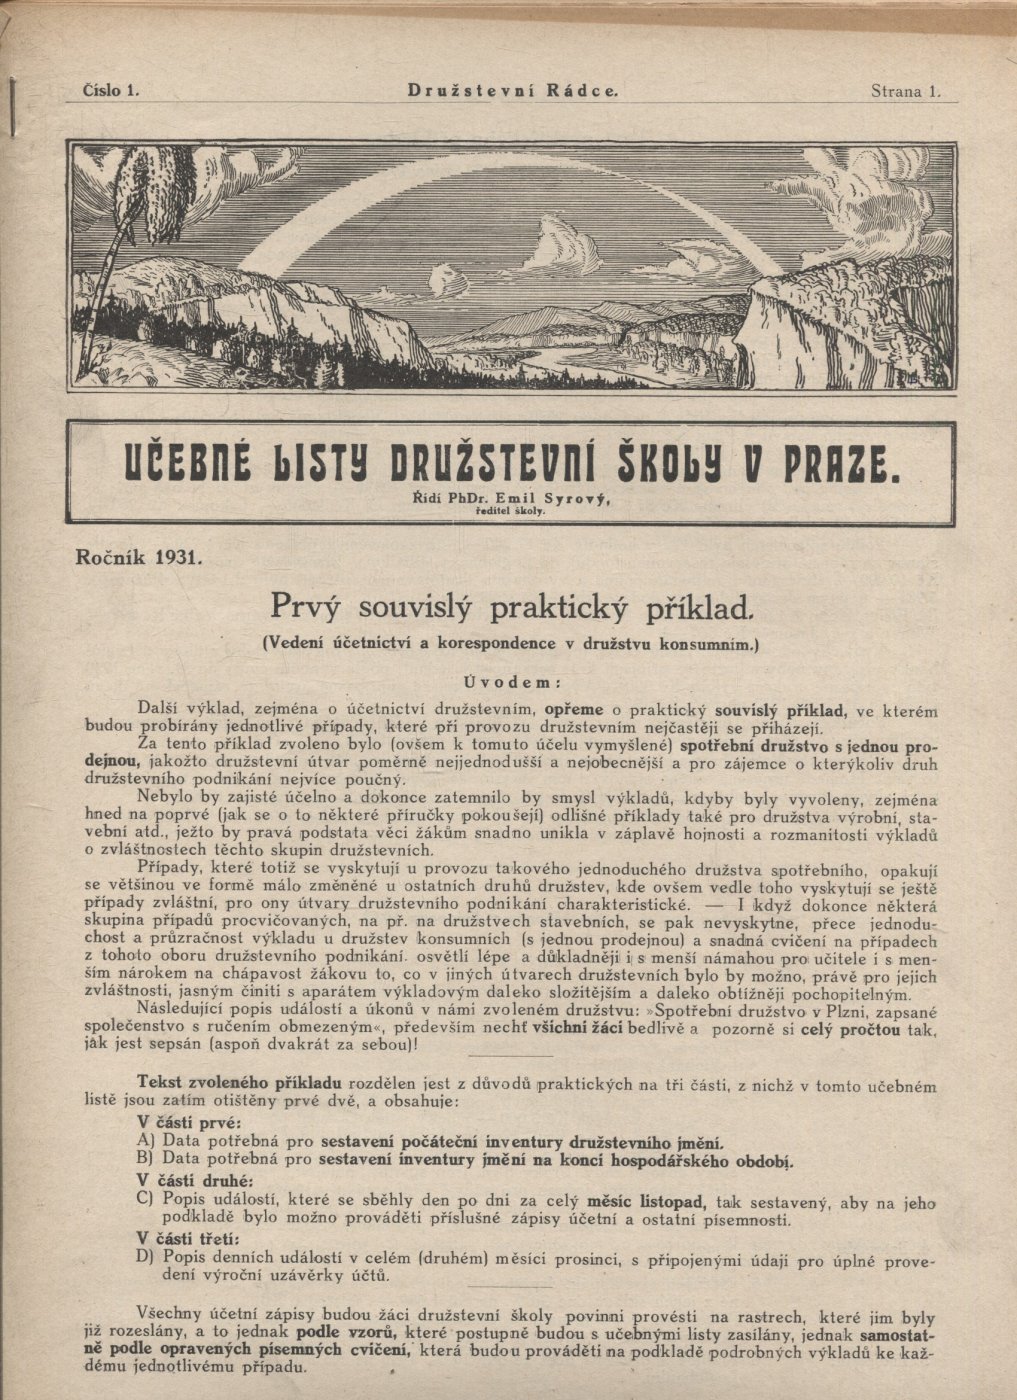 Číslo 1.
Družstevní Rádce.
Strana 1.
UČEBNÉ LISTY DRUŽSTEVNÍ ŠKOLY V PRAZE.
Řídí PhDr. Emil Syrový,
ředitel školy.
Ročník 1931.
Prvý souvislý praktický příklad.
(Vedení účetnictví a korespondence v družstvu konsumním.)
Úvodem:
Další výklad, zejména o účetnictví družstevním, opřeme o praktický souvislý příklad, ve kterém
budou probírány jednotlivé případy, které při provozu družstevním nejčastěji se přiházejí.
Za tento příklad zvoleno bylo (ovšem k tomuto účelu vymyšlené) spotřební družstvo s jednou pro-
dejnou, jakožto družstevní útvar poměrně nejjednodušší a nejobecnější a pro zájemce o kterýkoliv druh
družstevního podnikání nejvíce poučný.
Nebylo by zajisté účelno a dokonce zatemnilo by smysl výkladů, kdyby byly vyvoleny, zejména
hned na poprvé (jak se o to některé příručky pokoušejí) odlišné příklady také pro družstva výrobní, sta-
vební atd., ježto by pravá podstata věci žákům snadno unikla v záplavě hojnosti a rozmanitosti výkladů
o zvláštnostech těchto skupin družstevních.
Případy, které totiž se vyskytují u provozu takového jednoduchého družstva spotřebního, opakují
se většinou ve formě málo změněné u ostatních druhů družstev, kde ovšem vedle toho vyskytují se ještě
případy zvláštní, pro ony útvary družstevního podnikání charakteristické. — I když dokonce některá
skupina případů procvičovaných, na př. na družstvech stavebních, se pak nevyskytne, přece jednodu-
chost a průzračnost výkladu u družstev konsumních (s jednou prodejnou) a snadná cvičení na případech
z tohoto oboru družstevního podnikání. osvětlí lépe a důkladněji i s menší námahou pro učitele i s men-
ším nárokem na chápavost žákovu to, co v jiných útvarech družstevních bylo by možno, právě pro jejich
zvláštnosti, jasným činiti s aparátem výkladovým daleko složitějším a daleko obtížněji pochopitelným.
Následující popis událostí a úkonů v námi zvoleném družstvu: »Spotřební družstvo v Plzni, zapsané
společenstvo s ručením obmezeným«, především nechť všichni žáci bedlivě a pozorně si celý pročtou tak,
jak jest sepsán (aspoň dvakrát za sebou)!
Tekst zvoleného příkladu rozdělen jest z důvodů praktických na tři části, z nichž v tomto učebném
listě jsou zatím otištěny prvé dvě, a obsahuje:
V části prvé:
A) Data potřebná pro sestavení počáteční inventury družstevního jmění.
B) Data potřebná pro sestavení inventury jmění na konci hospodářského období.
V části druhé:
C) Popis událostí, které se sběhly den po dni za celý měsíc listopad, tak sestavený, aby na jeho
podkladě bylo možno prováděti příslušné zápisy účetní a ostatní písemnosti.
V části třetí:
D) Popis denních událostí v celém (druhém) měsíci prosinci, s připojenými údaji pro úplné prove-
dení výroční uzávěrky účtů.
Všechny účetní zápisy budou žáci družstevní školy povinni provésti na rastrech, které jim byly
již rozeslány, a to jednak podle vzorů, které postupně budou s učebnými listy zasílány, jednak samostat-
ně podle opravených písemných cvičení, která budou prováděti na podkladě podrobných výkladů ke kaž-
dému jednotlivému případu.